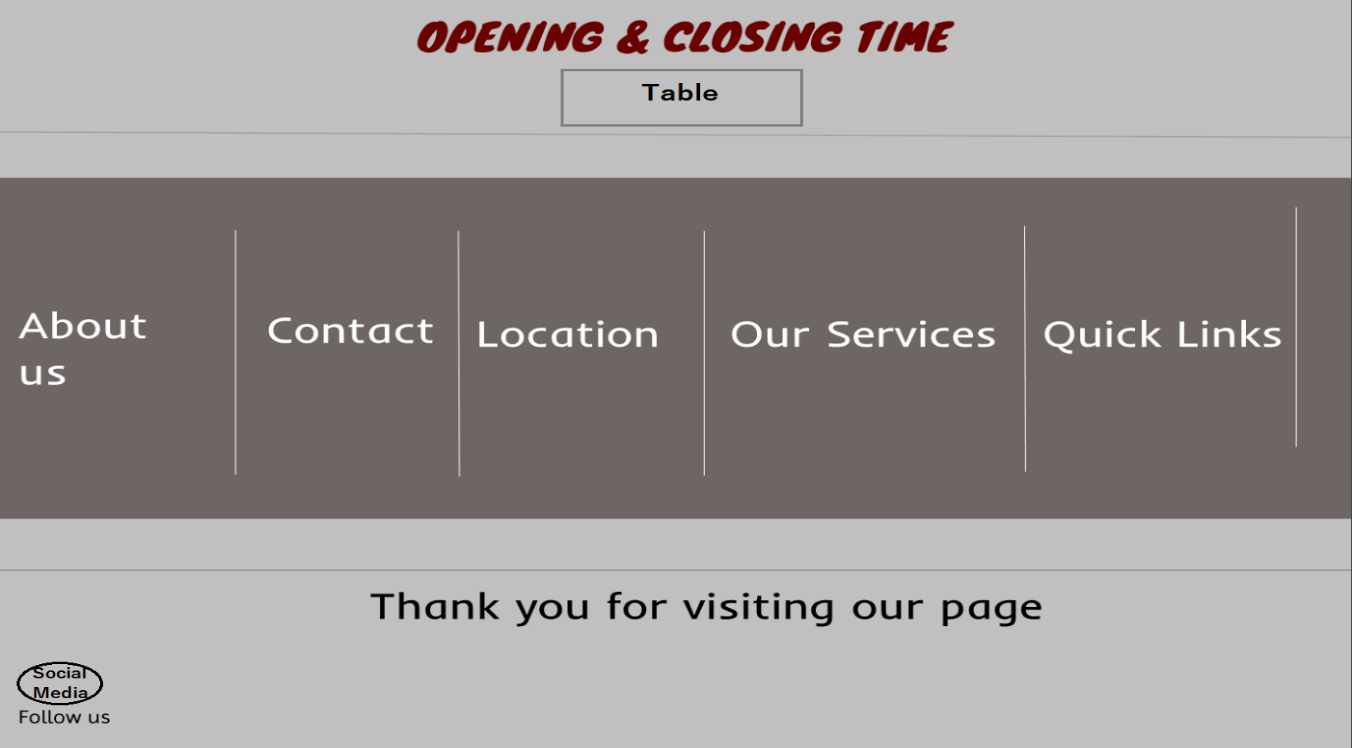 OPENING & CLOSING TIME
Table
About
us
Contact
Location
Our Services
Quick Links
Thank you for visiting our page
Social
Media
Follow us